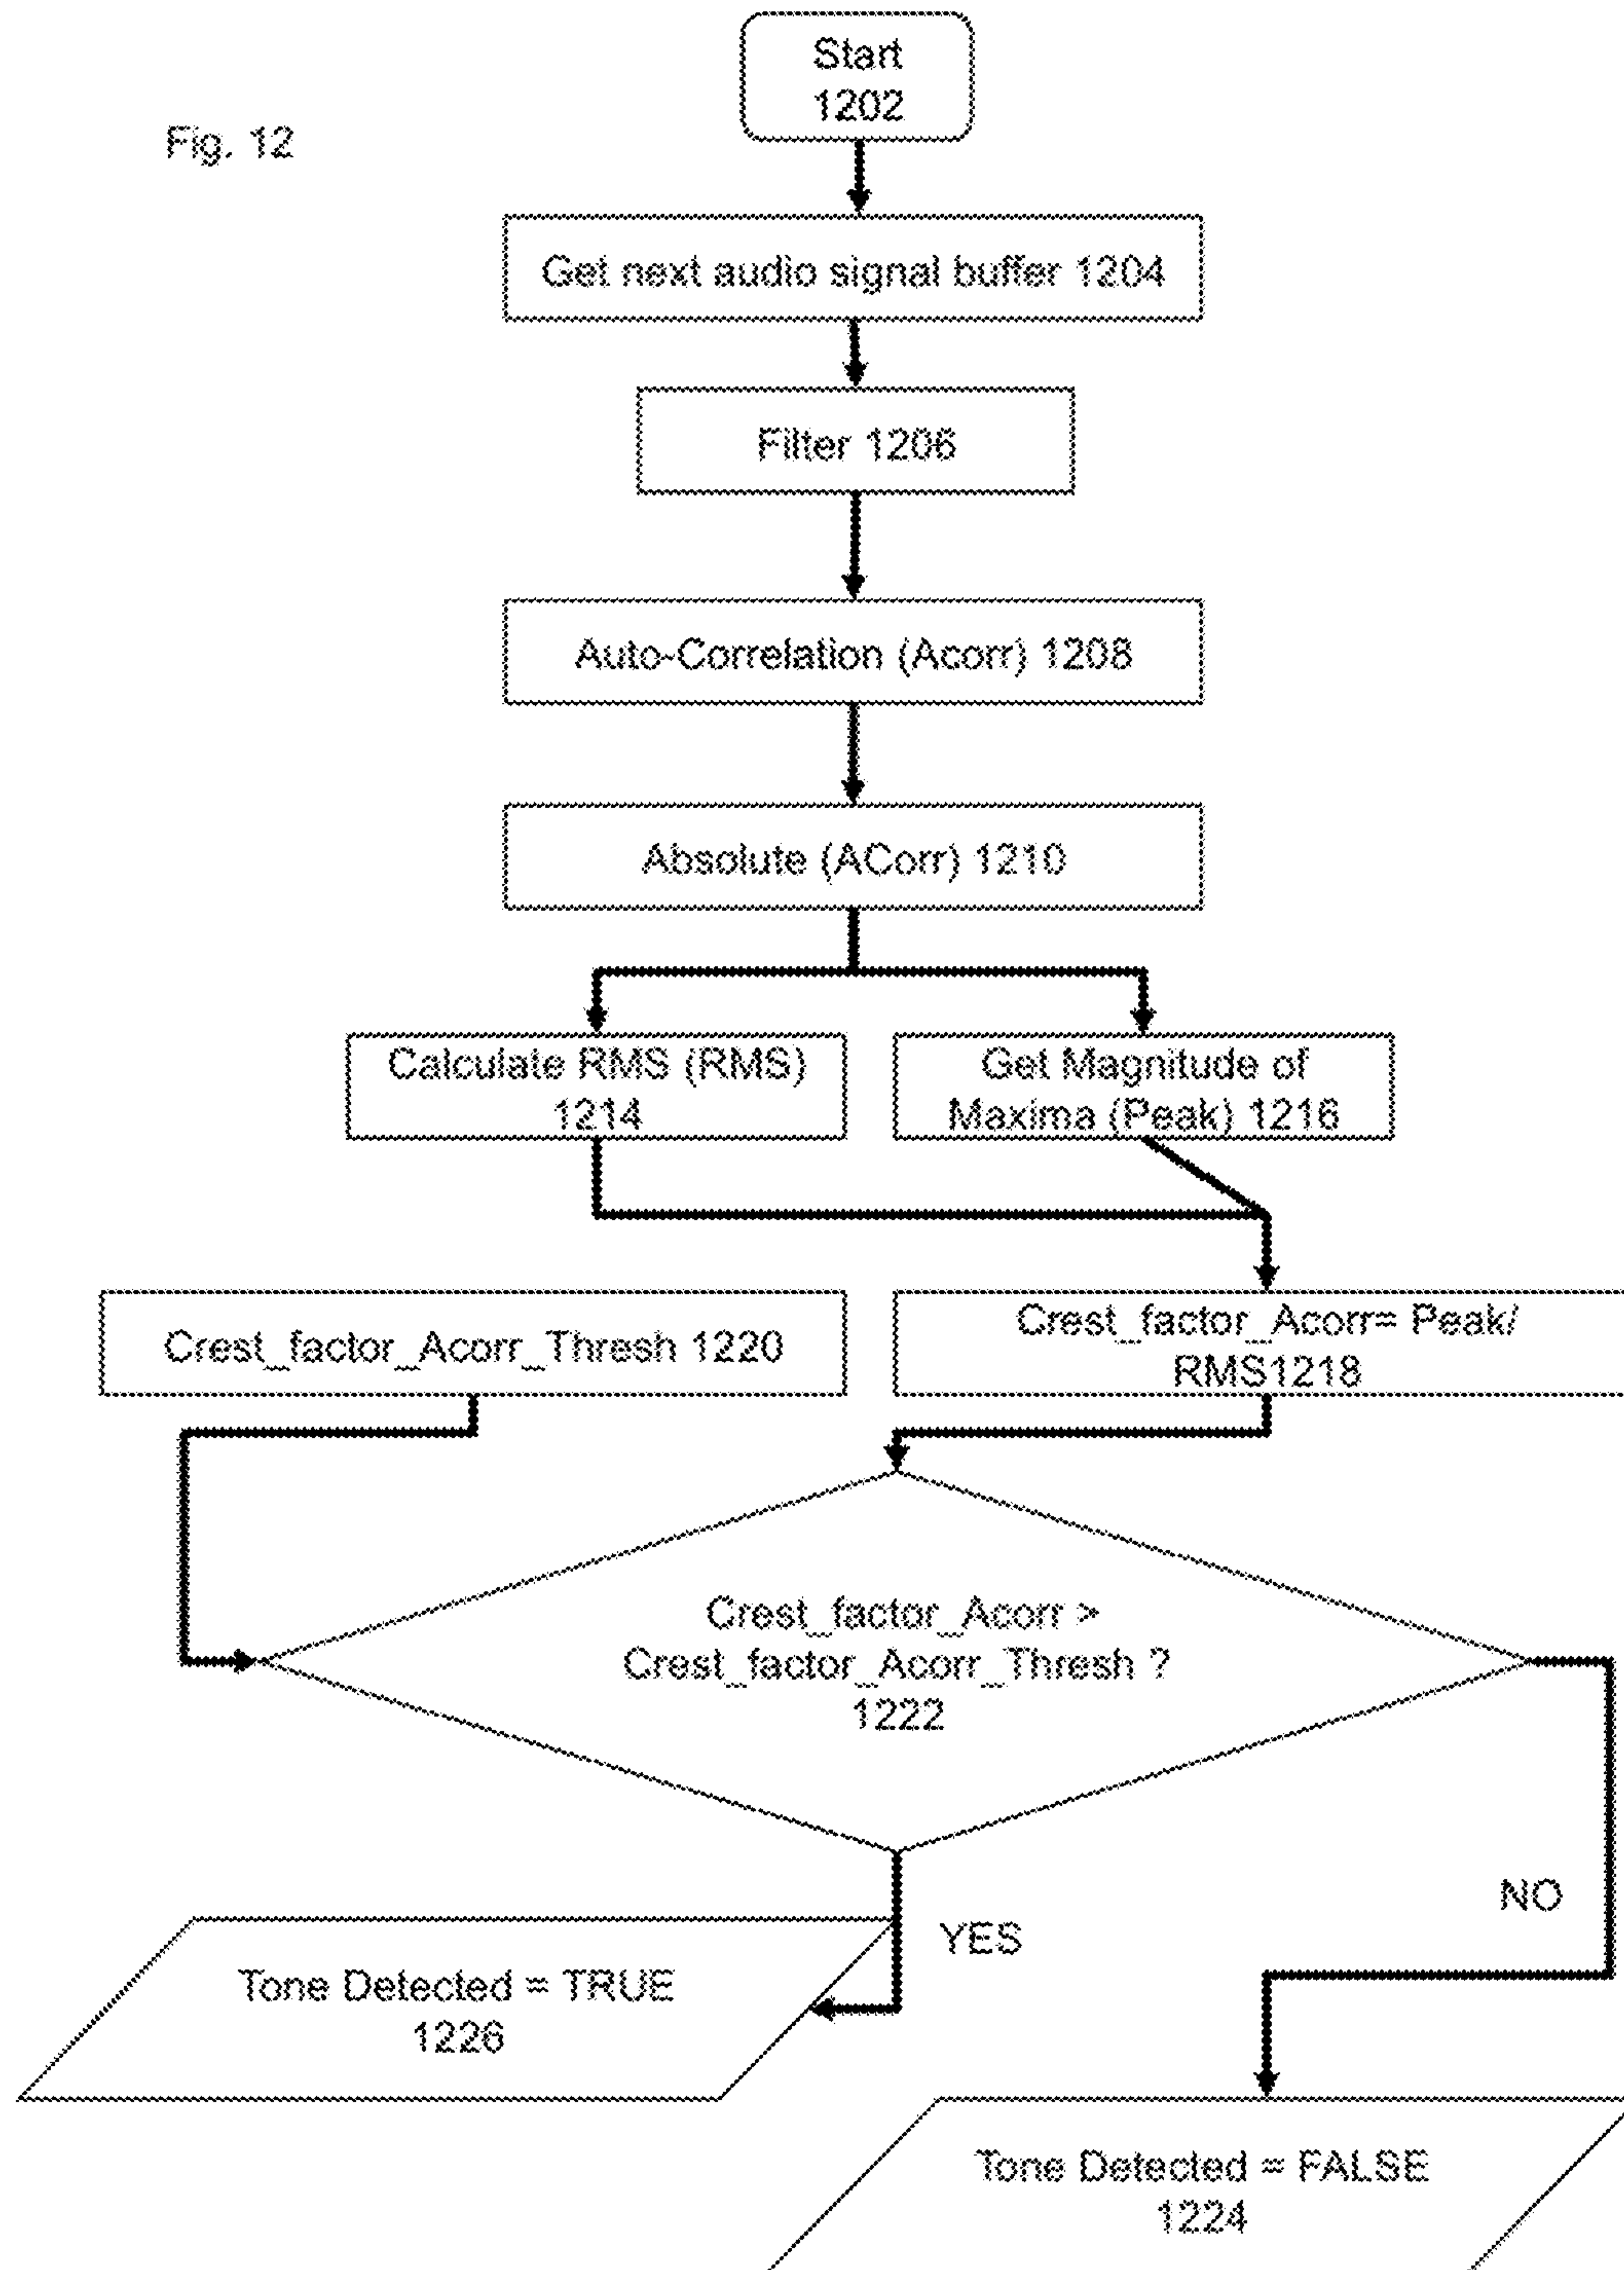 Start
1202
Fig. 12
Get next audio signal buffer 1204
Filter 1206
Auto-Correlation (Acorr) 1208
Absolute (ACorr) 1210
Calculate RMS (RMS)
1214
Get Magnitude of
Maxima (Peak) 1216
Crest_factor_Acorr_Thresh 1220
Crest_factor_Acorr= Peak/
RMS1218
Crest_factor_Acorr >
Crest_factor_Acorr_Thresh ?
1222
NO
YES
Tone Detected = TRUE
1226
Tone Detected = FALSE
1224